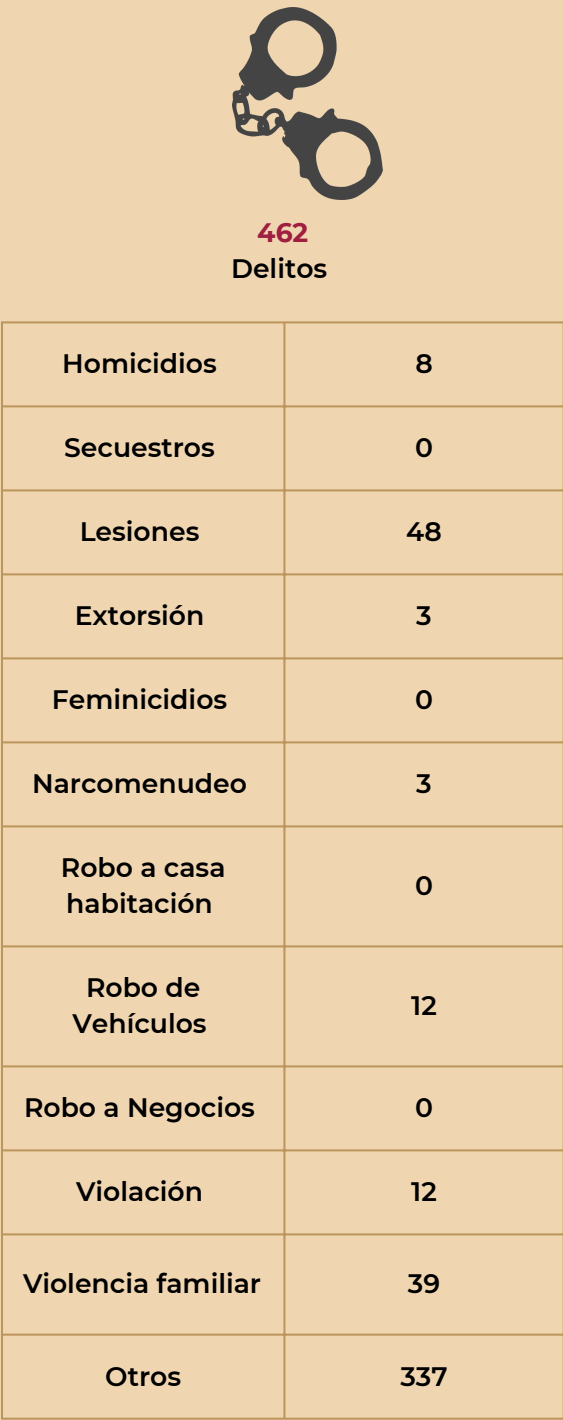 462
Delitos
Homicidios 8
Secuestros 0
Lesiones 48
Extorsión 3
Feminicidios 0
Narcomenudeo 3
Robo a casa
habitación 0
Robo de
Vehículos 12
Robo a Negocios 0
Violación 12
Violencia familiar 39
Otros 337